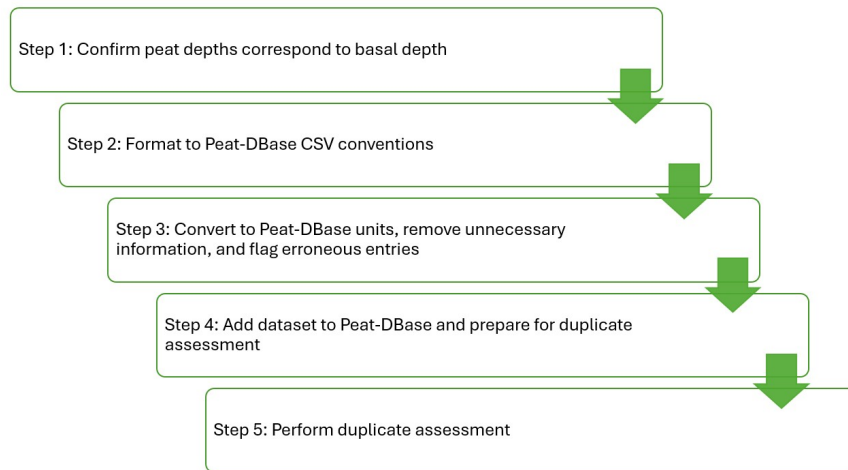 Step 1: Confirm peat depths correspond to basal depth
Step 2: Format to Peat-DBase CSV conventions
Step 3: Convert to Peat-DBase units, remove unnecessary
information, and flag erroneous entries
Step 4: Add dataset to Peat-DBase and prepare for duplicate
assessment
Step 5: Perform duplicate assessment